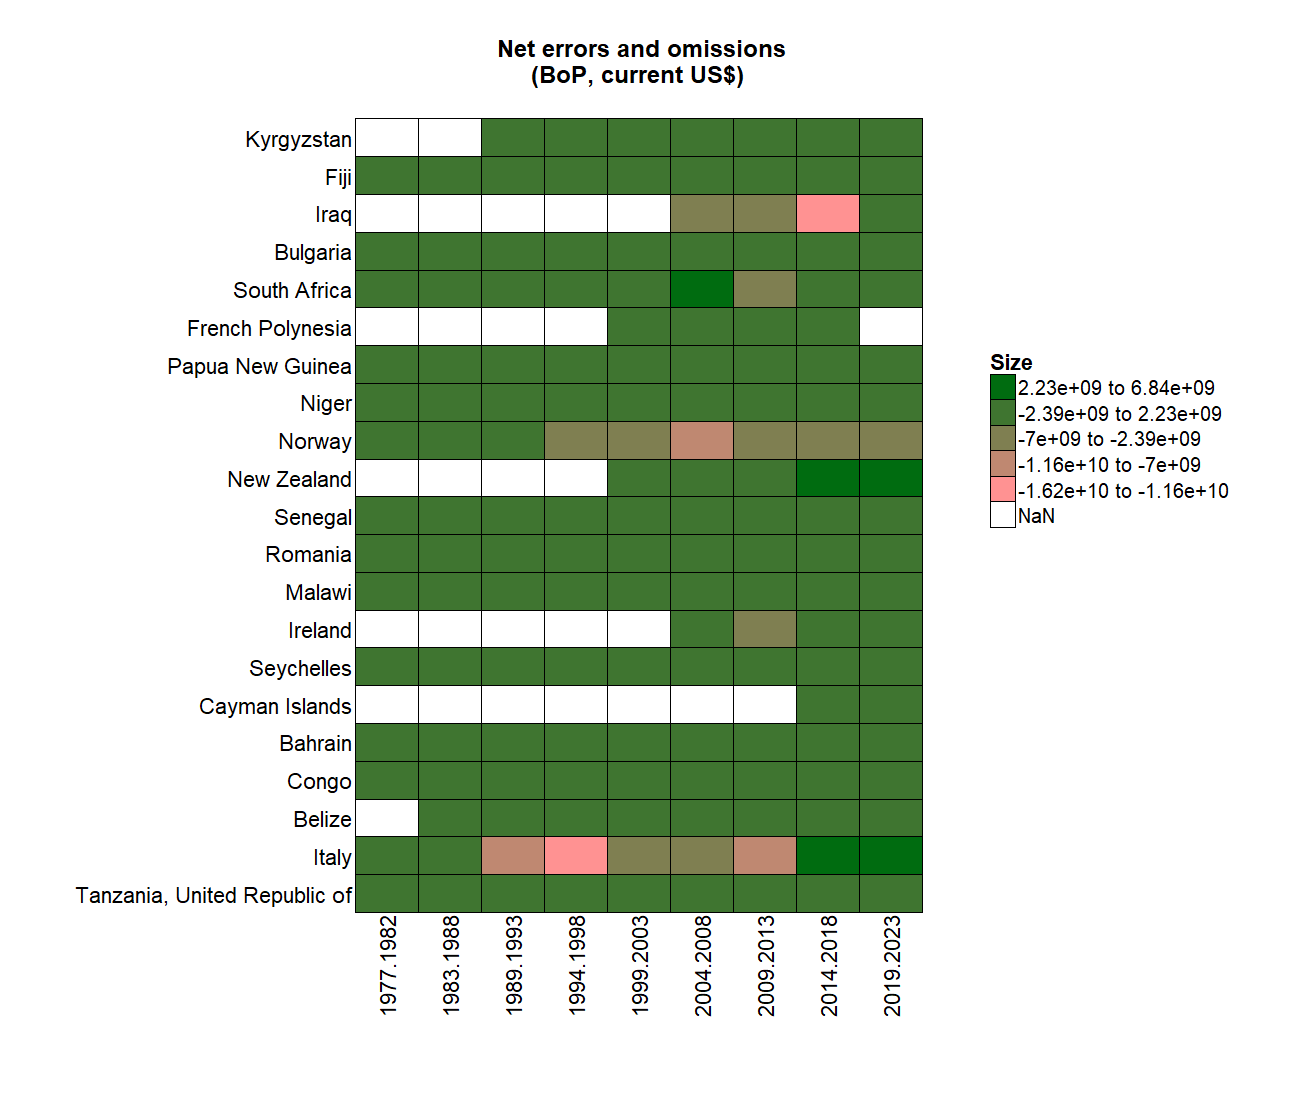 Net errors and omissions
(BoP, current US$)
Kyrgyzstan
Fiji
Iraq
Bulgaria
South Africa
French Polynesia
Papua New Guinea
Niger
Norway
New Zealand
Senegal
Romania
Malawi
Ireland
Seychelles
Cayman Islands
Bahrain
Congo
Belize
Italy
Tanzania, United Republic of
1977.1982
1983.1988
1989.1993
1994.1998
1999.2003
2004.2008
2009.2013
2014.2018
2019.2023
Size
2.23e+09 to 6.84e+09
-2.39e+09 to 2.23e+09
-7e+09 to -2.39e+09
-1.16e+10 to -7e+09
-1.62e+10 to -1.16e+10
NaN